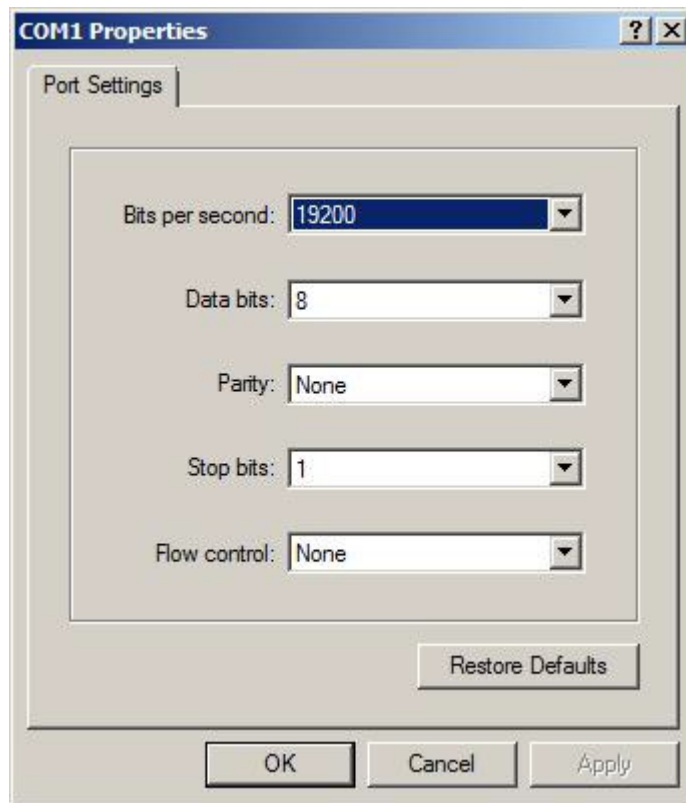 COM1 Properties
Port Settings
Bits per second: 19200
Data bits: 8
Parity: None
Stop bits: 1
Flow control: None
Restore Defaults
OK Cancel Apply